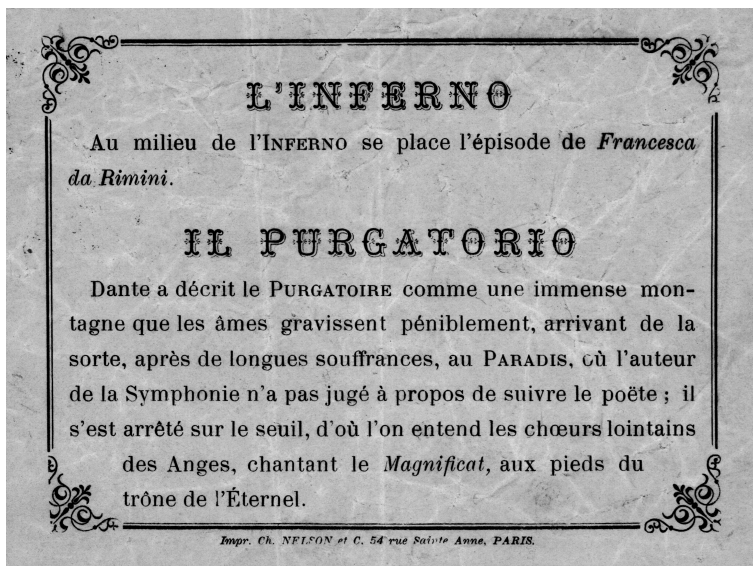 L'INFERNO
Au milieu de l'INFERNO se place l'épisode de Francesca
da Rimini.
IL PURGATORIO
Dante a décrit le PURGATOIRE comme une immense mon-
tagne que les âmes gravissent péniblement, arrivant de la
sorte, après de longues souffrances, au PARADIS, où l'auteur
de la Symphonie n'a pas jugé à propos de suivre le poëte ; il
s'est arrêté sur le seuil, d'où l'on entend les chœurs lointains
des Anges, chantant le Magnificat, aux pieds du
trône de l'Éternel.
Impr. Ch. NELSON et C. 54 rue Sainte Anne, PARIS.